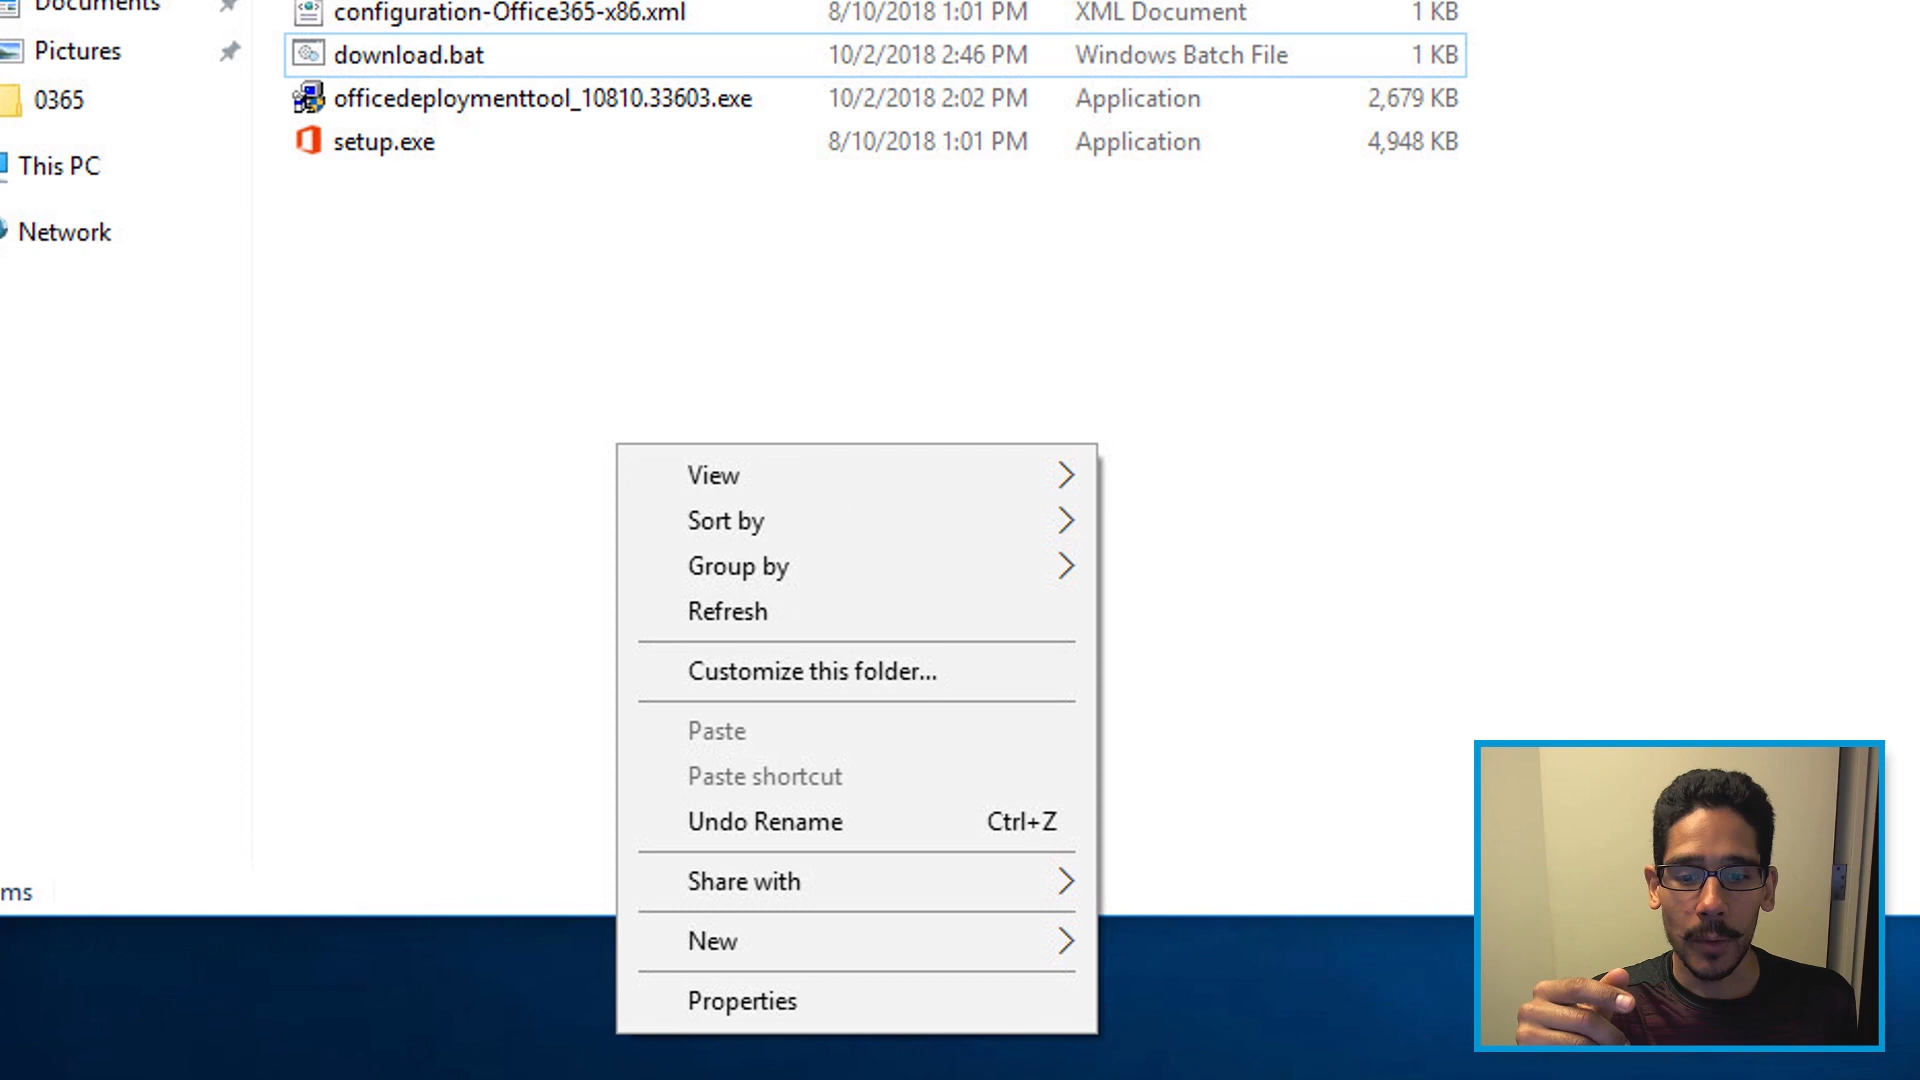 Documents
configuration-Office365-x86.xml 8/10/2018 1:01 PM XML Document 1 KB
Pictures
download.bat 10/2/2018 2:46 PM Windows Batch File 1 KB
0365
officedeploymenttool_10810.33603.exe 10/2/2018 2:02 PM Application 2,679 KB
setup.exe 8/10/2018 1:01 PM Application 4,948 KB
This PC
Network
View
Sort by
Group by
Refresh
Customize this folder...
Paste
Paste shortcut
Undo Rename Ctrl+Z
Share with
ms
New
Properties